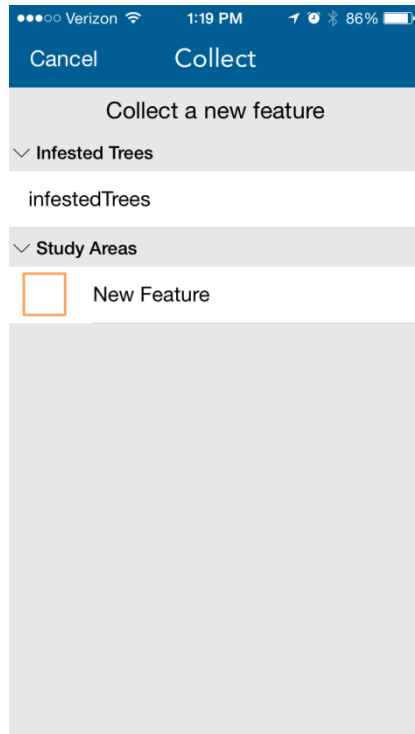 Verizon 1:19 PM 86%
Cancel Collect
Collect a new feature
Infested Trees
infestedTrees
Study Areas
New Feature